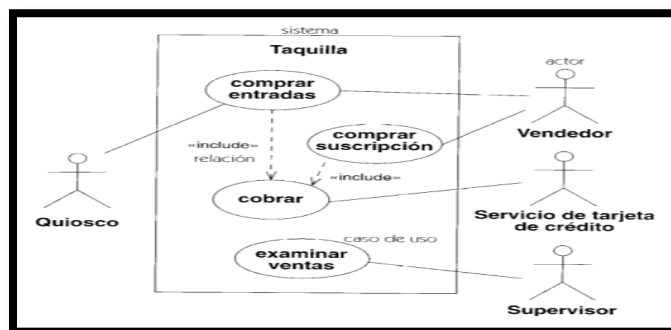 sistema
Taquilla
actor
comprar
entradas
Vendedor
comprar
suscripción
«include»
relación
«include»
cobrar
Quiosco
Servicio de tarjeta
de crédito
caso de uso
examinar
ventas
Supervisor